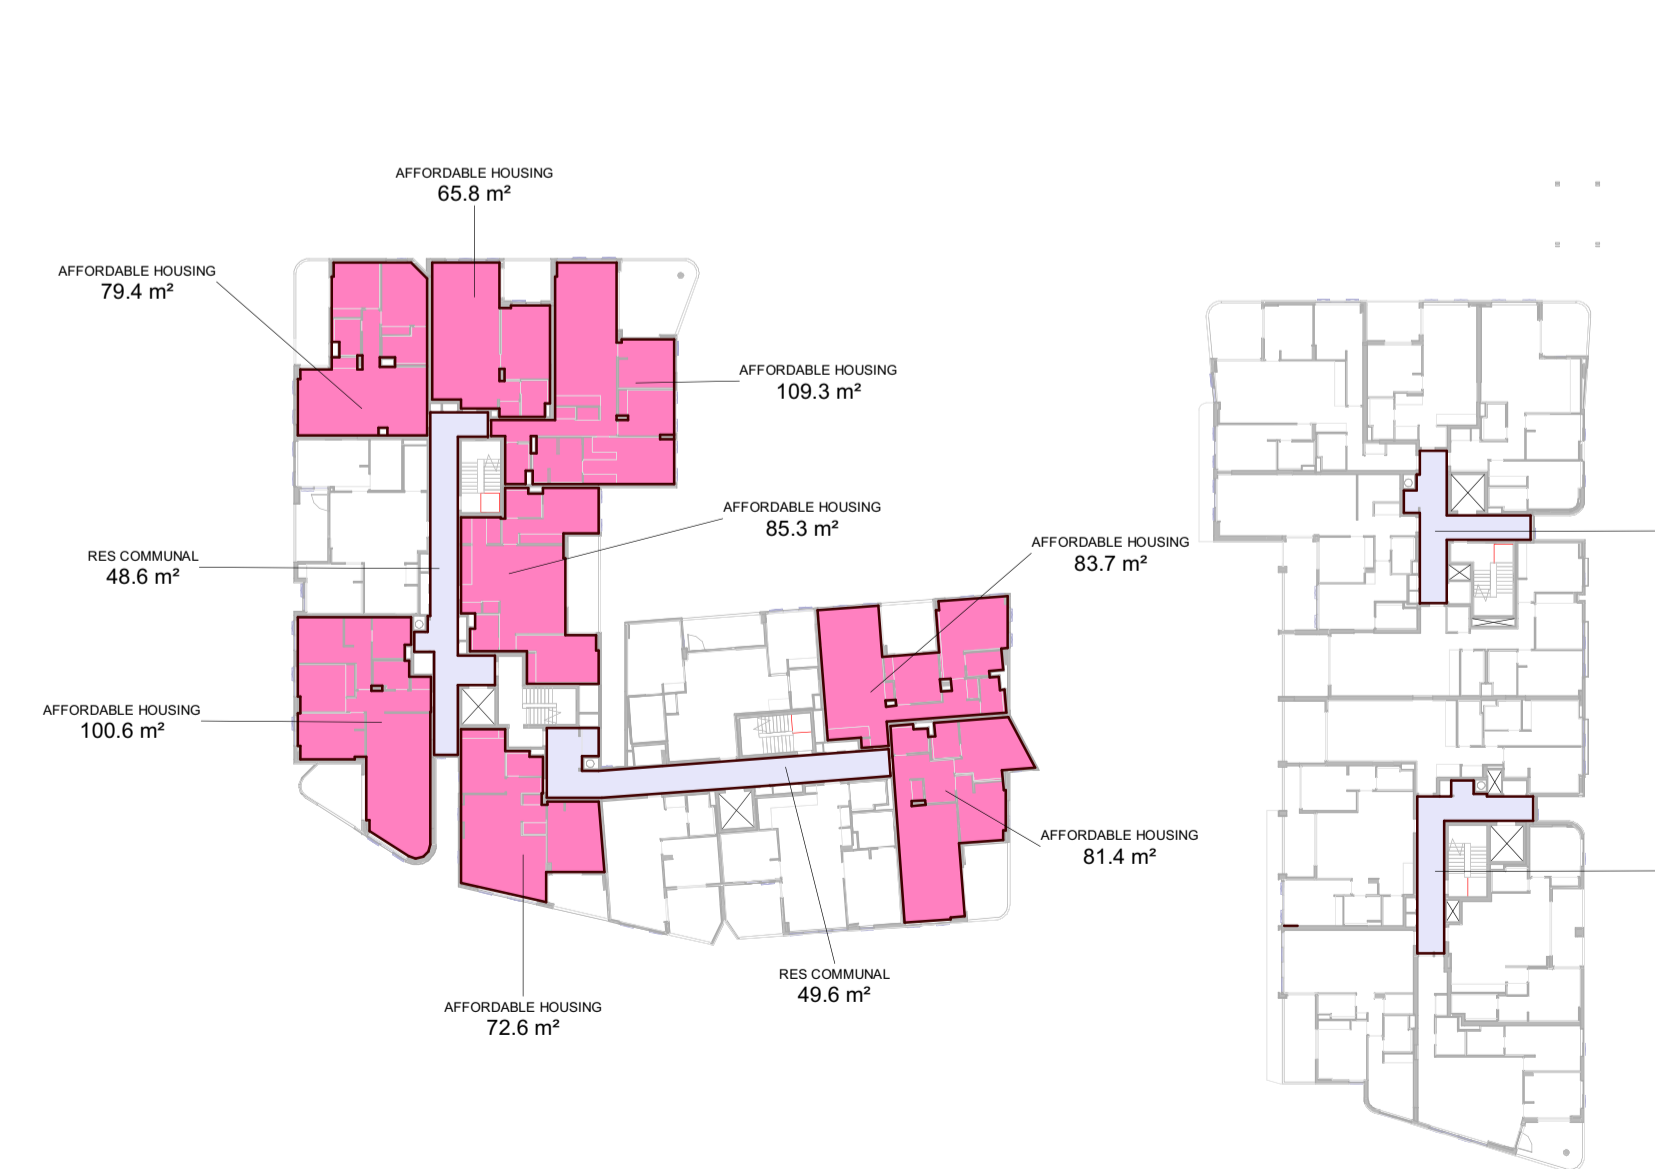 AFFORDABLE HOUSING
65.8 m²
AFFORDABLE HOUSING
79.4 m²
AFFORDABLE HOUSING
109.3 m²
AFFORDABLE HOUSING
85.3 m²
AFFORDABLE HOUSING
83.7 m²
RES COMMUNAL
48.6 m²
AFFORDABLE HOUSING
100.6 m²
AFFORDABLE HOUSING
81.4 m²
RES COMMUNAL
49.6 m²
AFFORDABLE HOUSING
72.6 m²